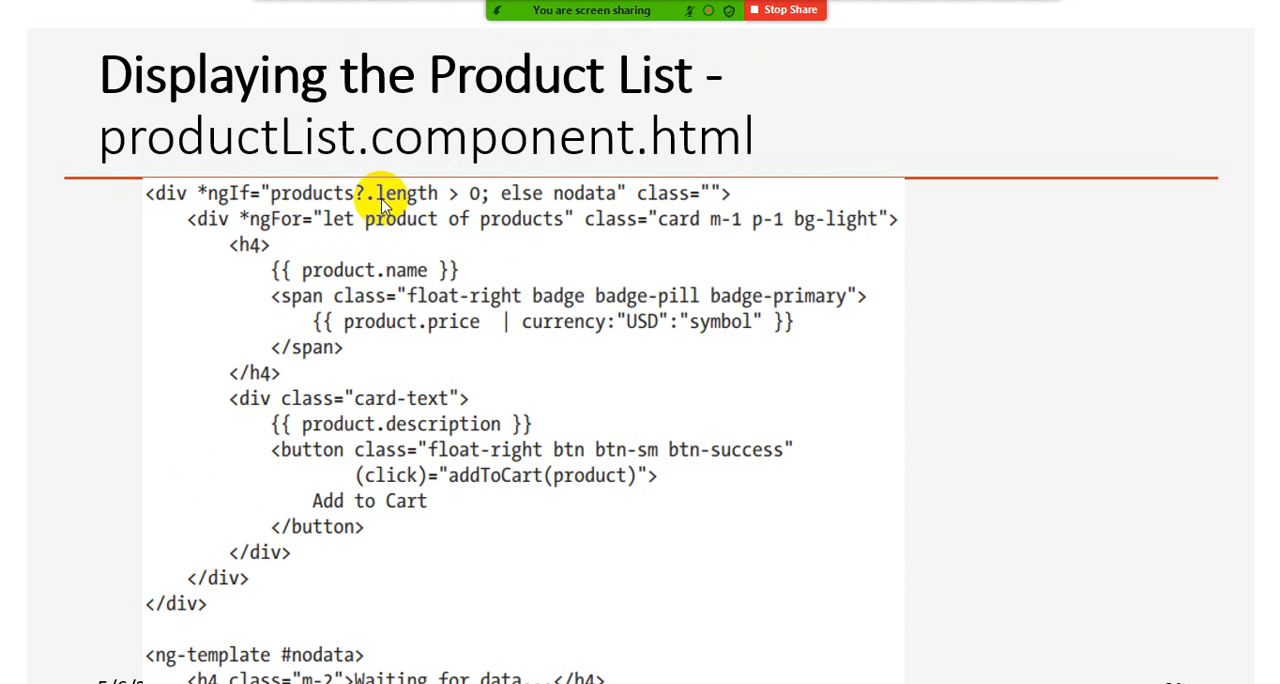 You are screen sharing
Stop Share
Displaying the Product List -
productList.component.html
<div *ngIf="products?.length > 0; else nodata" class="">
<div *ngFor="let product of products" class="card m-1 p-1 bg-light">
<h4>
{{ product.name }}
<span class="float-right badge badge-pill badge-primary">
{{ product.price  | currency:"USD":"symbol" }}
</span>
</h4>
<div class="card-text">
{{ product.description }}
<button class="float-right btn btn-sm btn-success"
(click)="addToCart(product)">
Add to Cart
</button>
</div>
</div>
</div>
<ng-template #nodata>
<h4 class="m-2">Waiting for data...</h4>